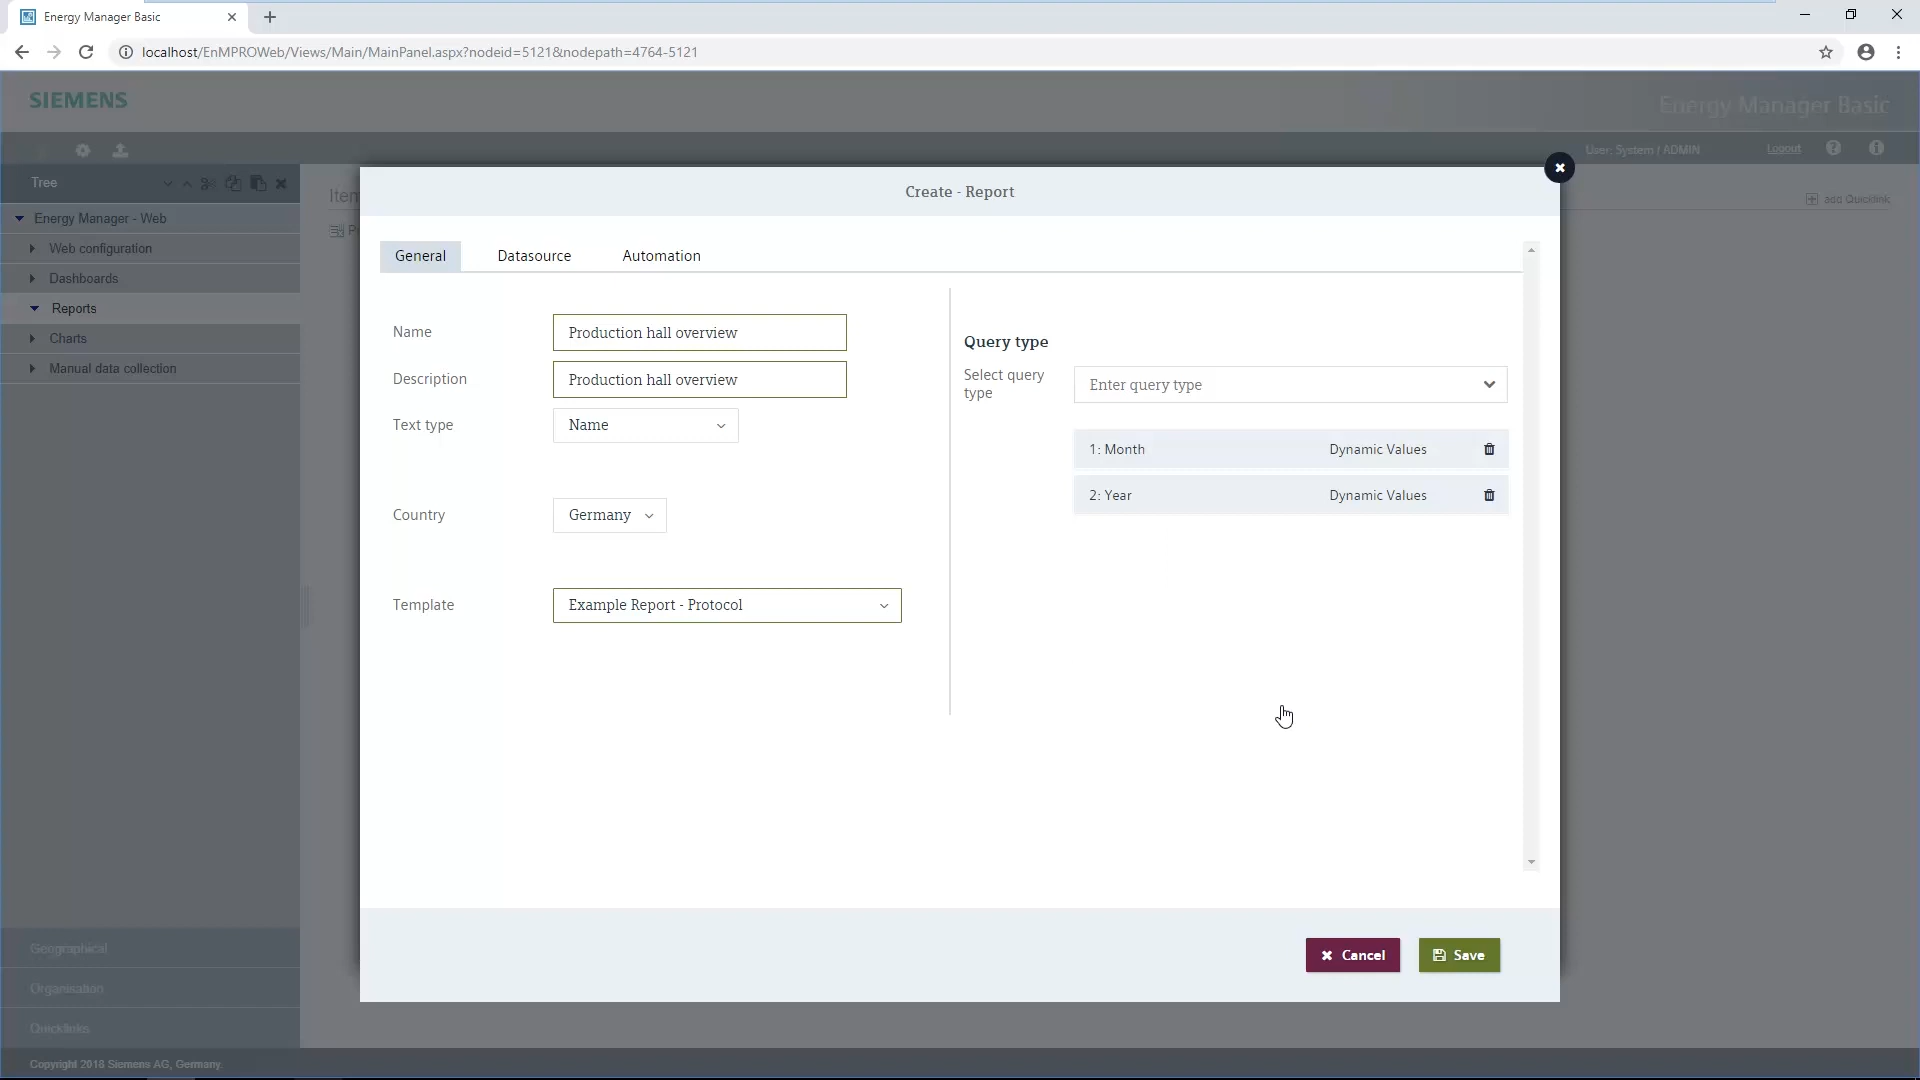 Energy Manager Basic
localhost/EnMPROWeb/Views/Main/MainPanel.aspx?nodeid=5121&nodepath=4764-5121
SIEMENS
Energy Manager Basic
User: System / ADMIN
Logout
Tree
Item
add Quicklink
Energy Manager - Web
Web configuration
Dashboards
Reports
Charts
Manual data collection
Create - Report
General
Datasource
Automation
Name
Production hall overview
Description
Production hall overview
Text type
Name
Country
Germany
Template
Example Report - Protocol
Query type
Select query
type
Enter query type
1: Month
Dynamic Values
2: Year
Dynamic Values
Cancel
Save
Geographical
Organisation
Quicklinks
Copyright 2018 Siemens AG, Germany.